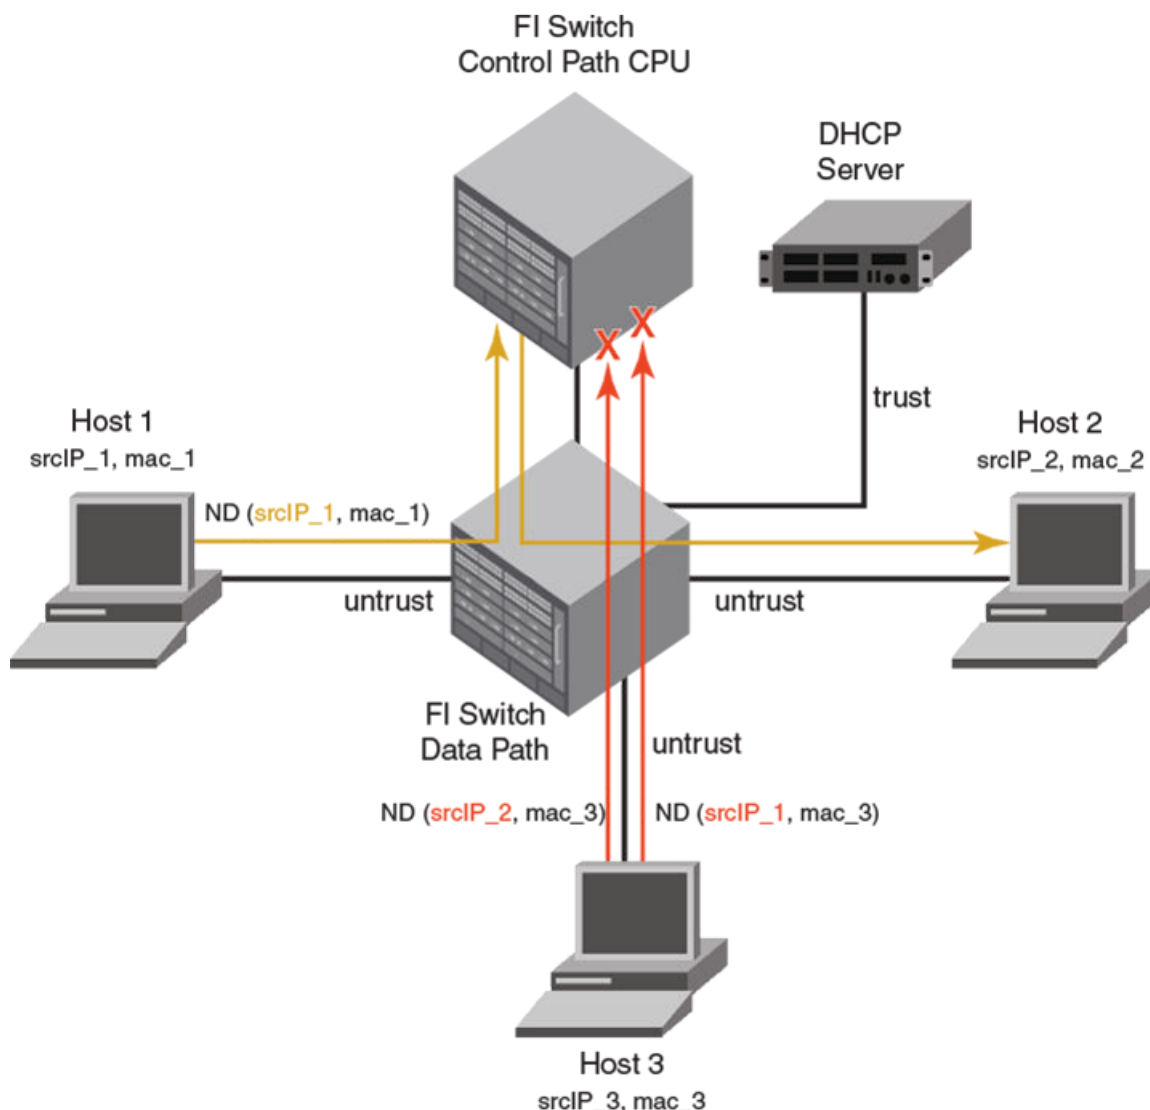 FI Switch
Control Path CPU
DHCP
Server
trust
Host 1
srcIP_1, mac_1
Host 2
srcIP_2, mac_2
ND (srcIP_1, mac_1)
untrust
untrust
FI Switch
Data Path
untrust
ND (srcIP_2, mac_3)
ND (srcIP_1, mac_3)
X
X
Host 3
srcIP_3, mac_3